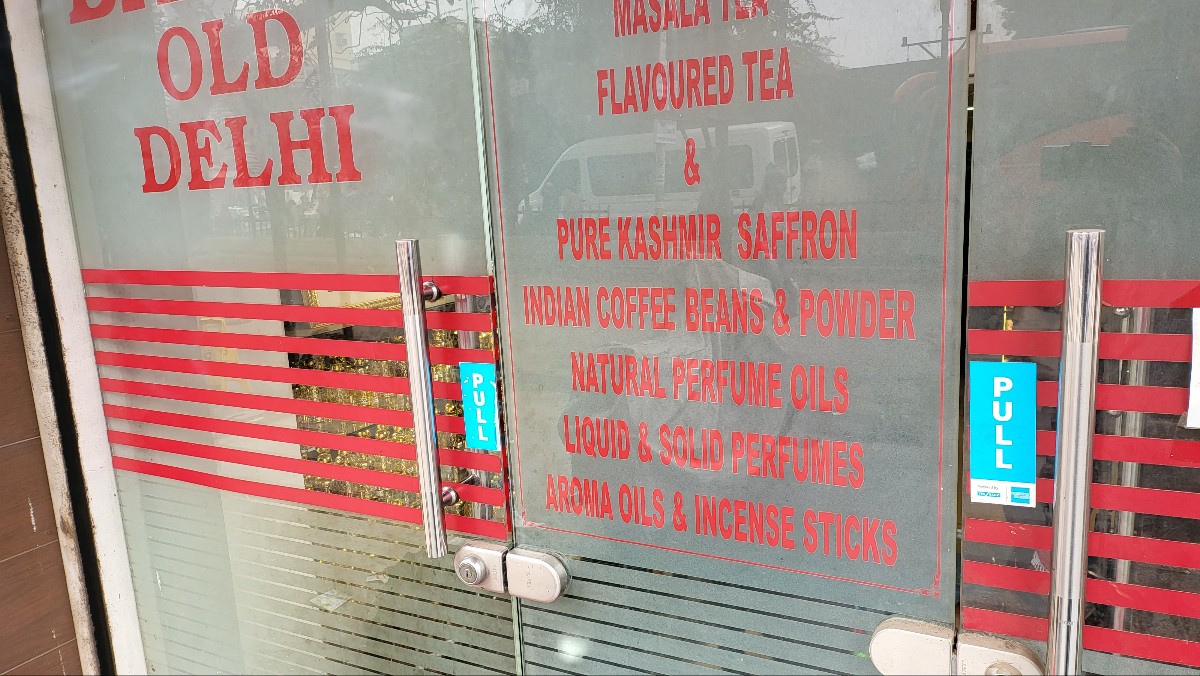 OLD
DELHI
MASALA TEA
FLAVOURED TEA
&
PURE KASHMIR SAFFRON
INDIAN COFFEE BEANS & POWDER
NATURAL PERFUME OILS
LIQUID & SOLID PERFUMES
AROMA OILS & INCENSE STICKS
PULL
PULL